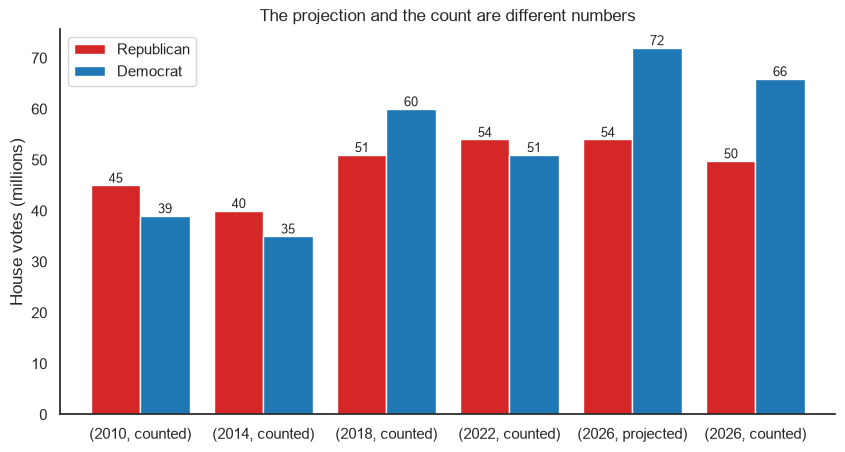 The projection and the count are different numbers
Republican
Democrat
House votes (millions)
70
60
50
40
30
20
10
0
45
39
40
35
51
60
54
51
54
72
50
66
(2010, counted)
(2014, counted)
(2018, counted)
(2022, counted)
(2026, projected)
(2026, counted)